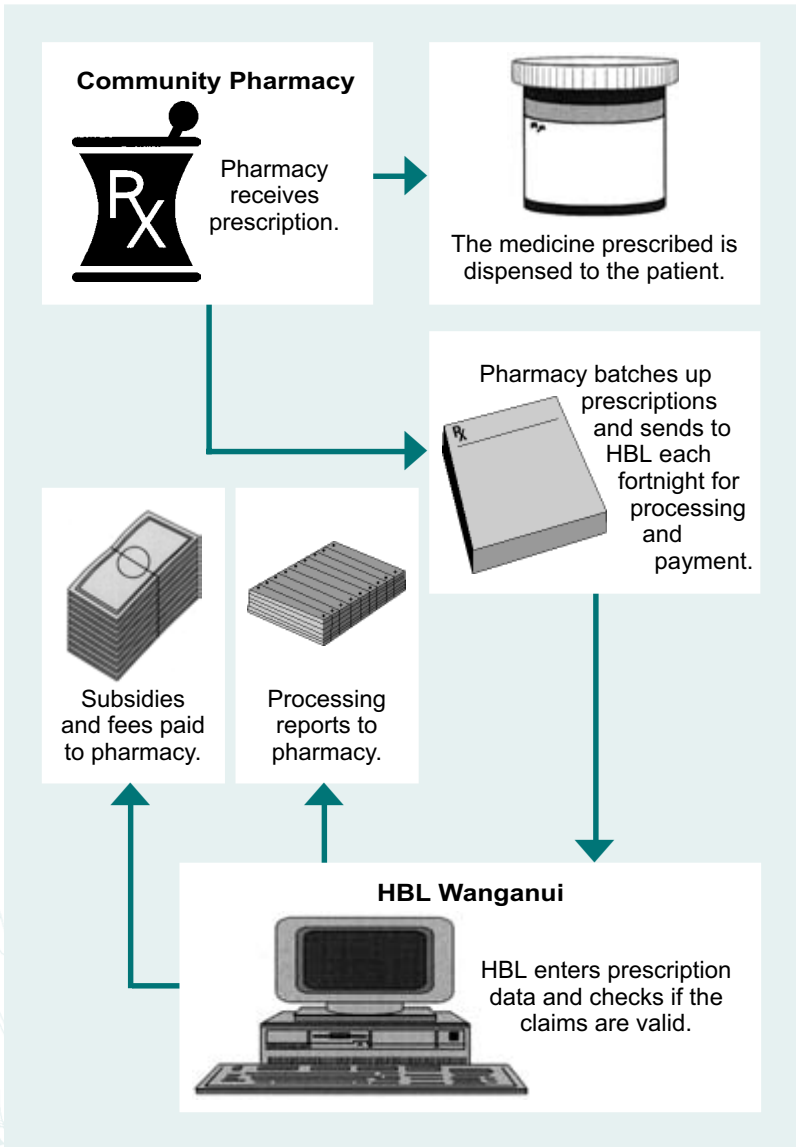 Community Pharmacy
RX
Pharmacy
receives
prescription.
The medicine prescribed is
dispensed to the patient.
Pharmacy batches up
prescriptions
and sends to
HBL each
fortnight for
processing
and
payment.
RX
Subsidies
and fees paid
to pharmacy.
Processing
reports to
pharmacy.
HBL Wanganui
HBL enters prescription
data and checks if the
claims are valid.